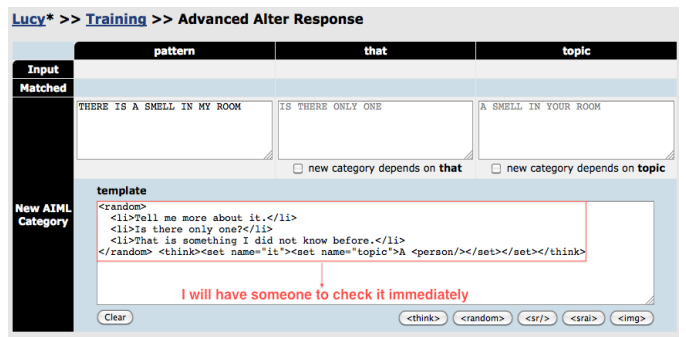 Lucy* >> Training >> Advanced Alter Response
pattern that topic
Input
Matched
THERE IS A SMELL IN MY ROOM IS THERE ONLY ONE A SMELL IN YOUR ROOM
new category depends on that new category depends on topic
New AIML
Category
template
<random>
<li>Tell me more about it.</li>
<li>Is there only one?</li>
<li>That is something I did not know before.</li>
</random> <think><set name="it"><set name="topic">A <person/></set></set></think>
I will have someone to check it immediately
Clear <think> <random> <sr/> <srai> <img>